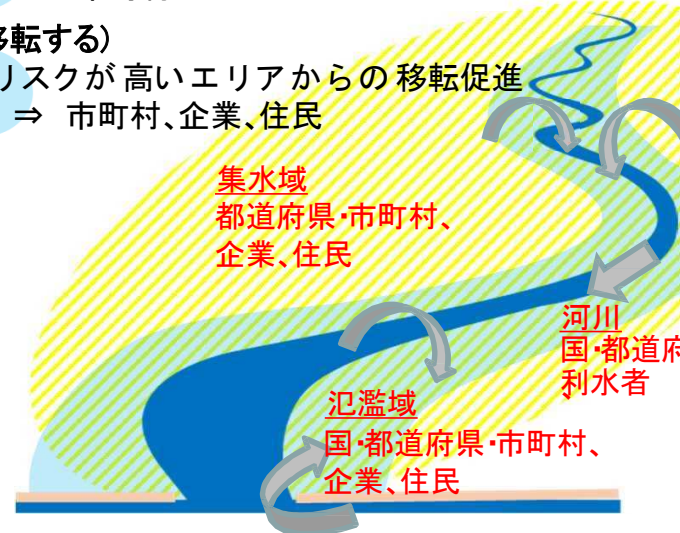 移転する)
リスクが高いエリアからの移転促進
⇒ 市町村、企業、住民
集水域
都道府県・市町村、
企業、住民
河川
国・都道府
利水者
氾濫域
国・都道府県・市町村、
企業、住民